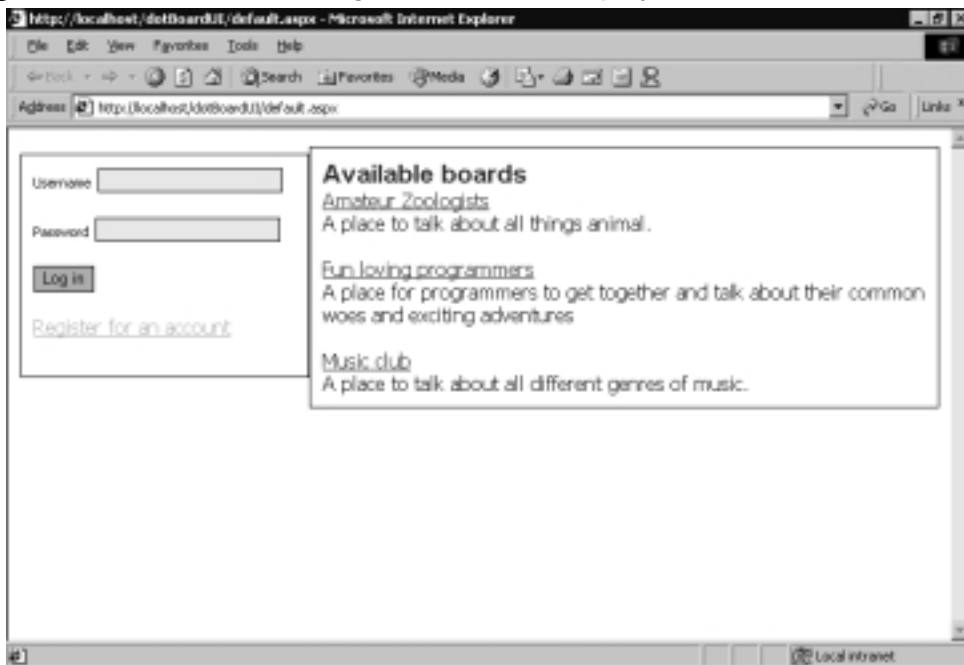 http://localhost/dotBoardUI/default.aspx - Microsoft Internet Explorer
File Edit View Favorites Tools Help
Back Search Favorites Media
Address http://localhost/dotBoardUI/default.aspx Go Links
Username
Password
Log in
Register for an account
Available boards
Amateur Zoologists
A place to talk about all things animal.
Fun loving programmers
A place for programmers to get together and talk about their common
woes and exciting adventures
Music club
A place to talk about all different genres of music.
Local intranet